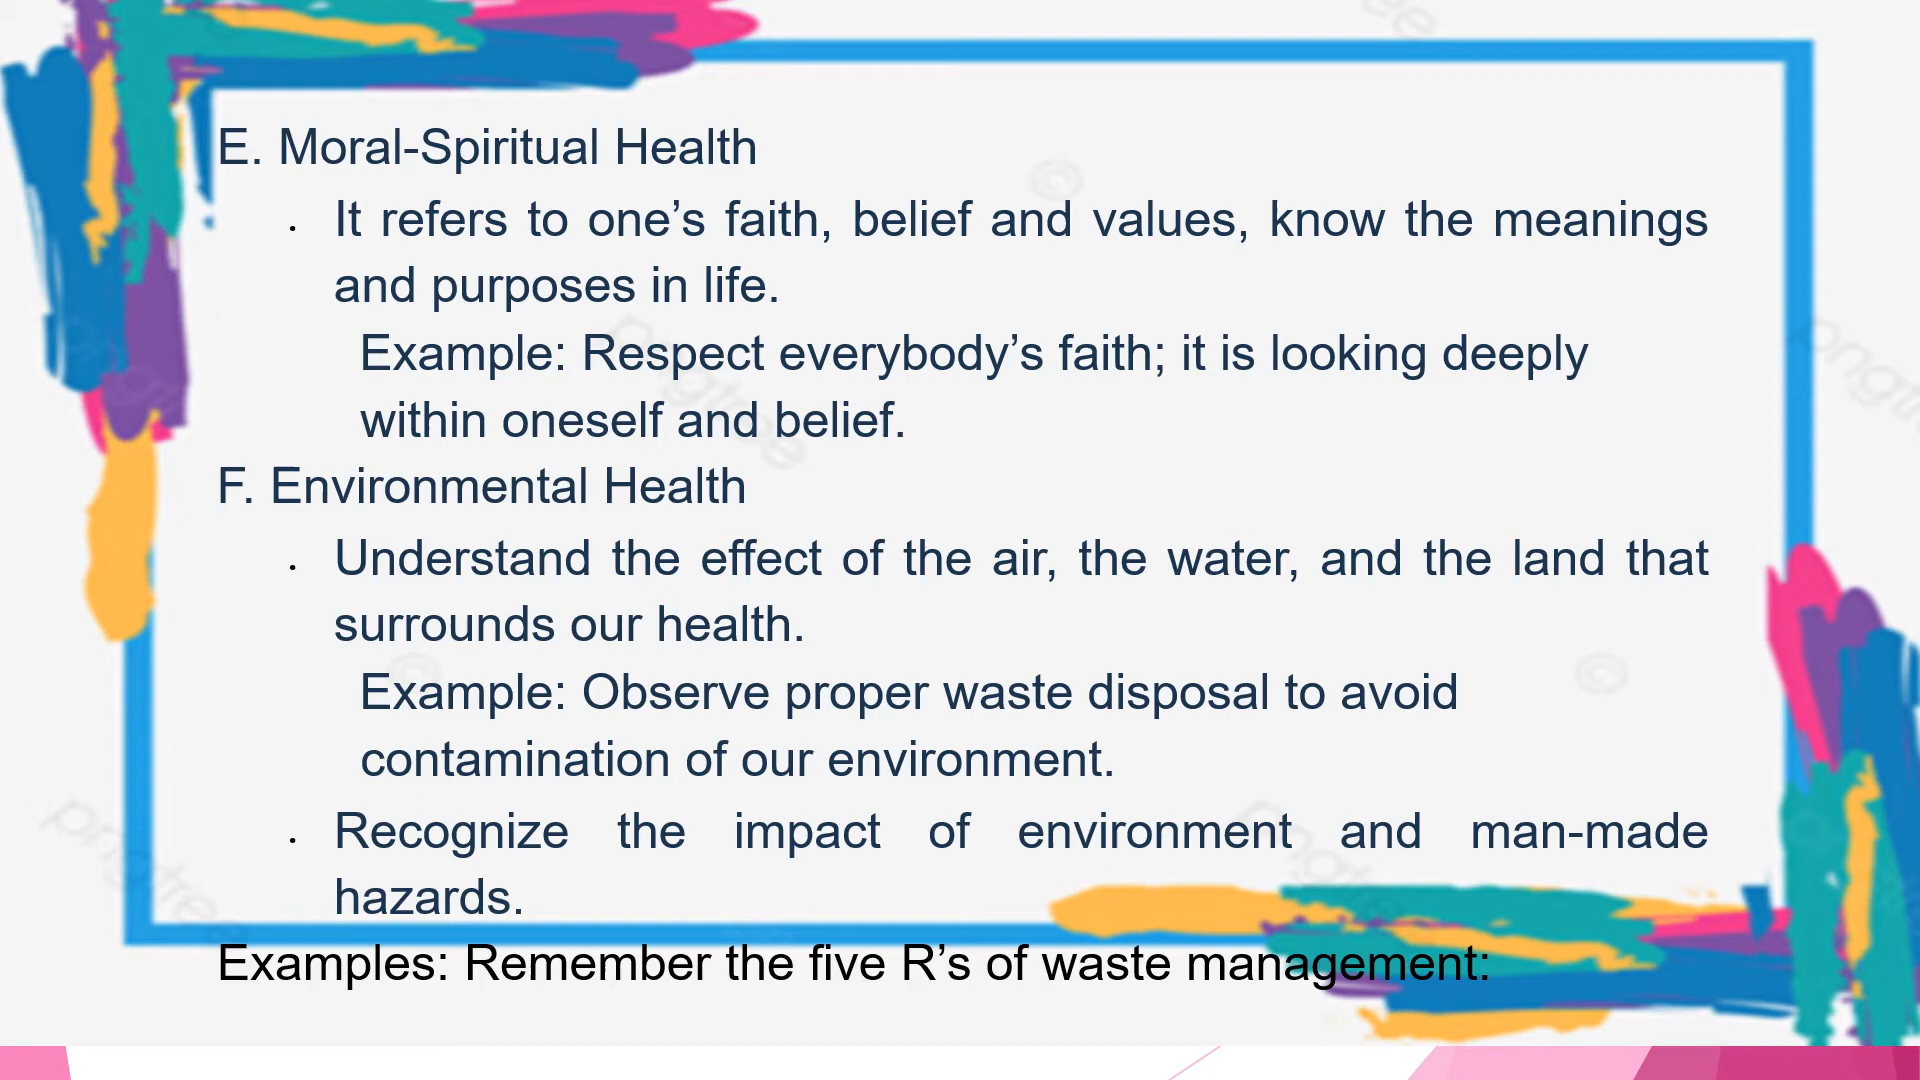 E. Moral-Spiritual Health
• It refers to one’s faith, belief and values, know the meanings
and purposes in life.
Example: Respect everybody’s faith; it is looking deeply
within oneself and belief.
F. Environmental Health
• Understand the effect of the air, the water, and the land that
surrounds our health.
Example: Observe proper waste disposal to avoid
contamination of our environment.
• Recognize the impact of environment and man-made
hazards.
Examples: Remember the five R’s of waste management: